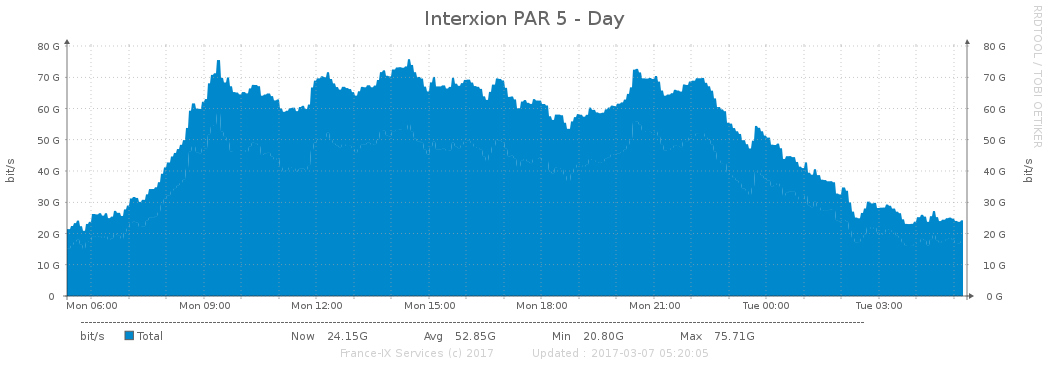 Interxion PAR 5 - Day
RRDTOOL / TOBI OETIKER
80 G 80 G
70 G 70 G
60 G 60 G
50 G 50 G
40 G 40 G
30 G 30 G
20 G 20 G
10 G 10 G
0 0 G
bit/s bit/s
Mon 06:00 Mon 09:00 Mon 12:00 Mon 15:00 Mon 18:00 Mon 21:00 Tue 00:00 Tue 03:00
bit/s Total Now 24.15G Avg 52.85G Min 20.80G Max 75.71G
France-IX Services (c) 2017 Updated : 2017-03-07 05:20:05